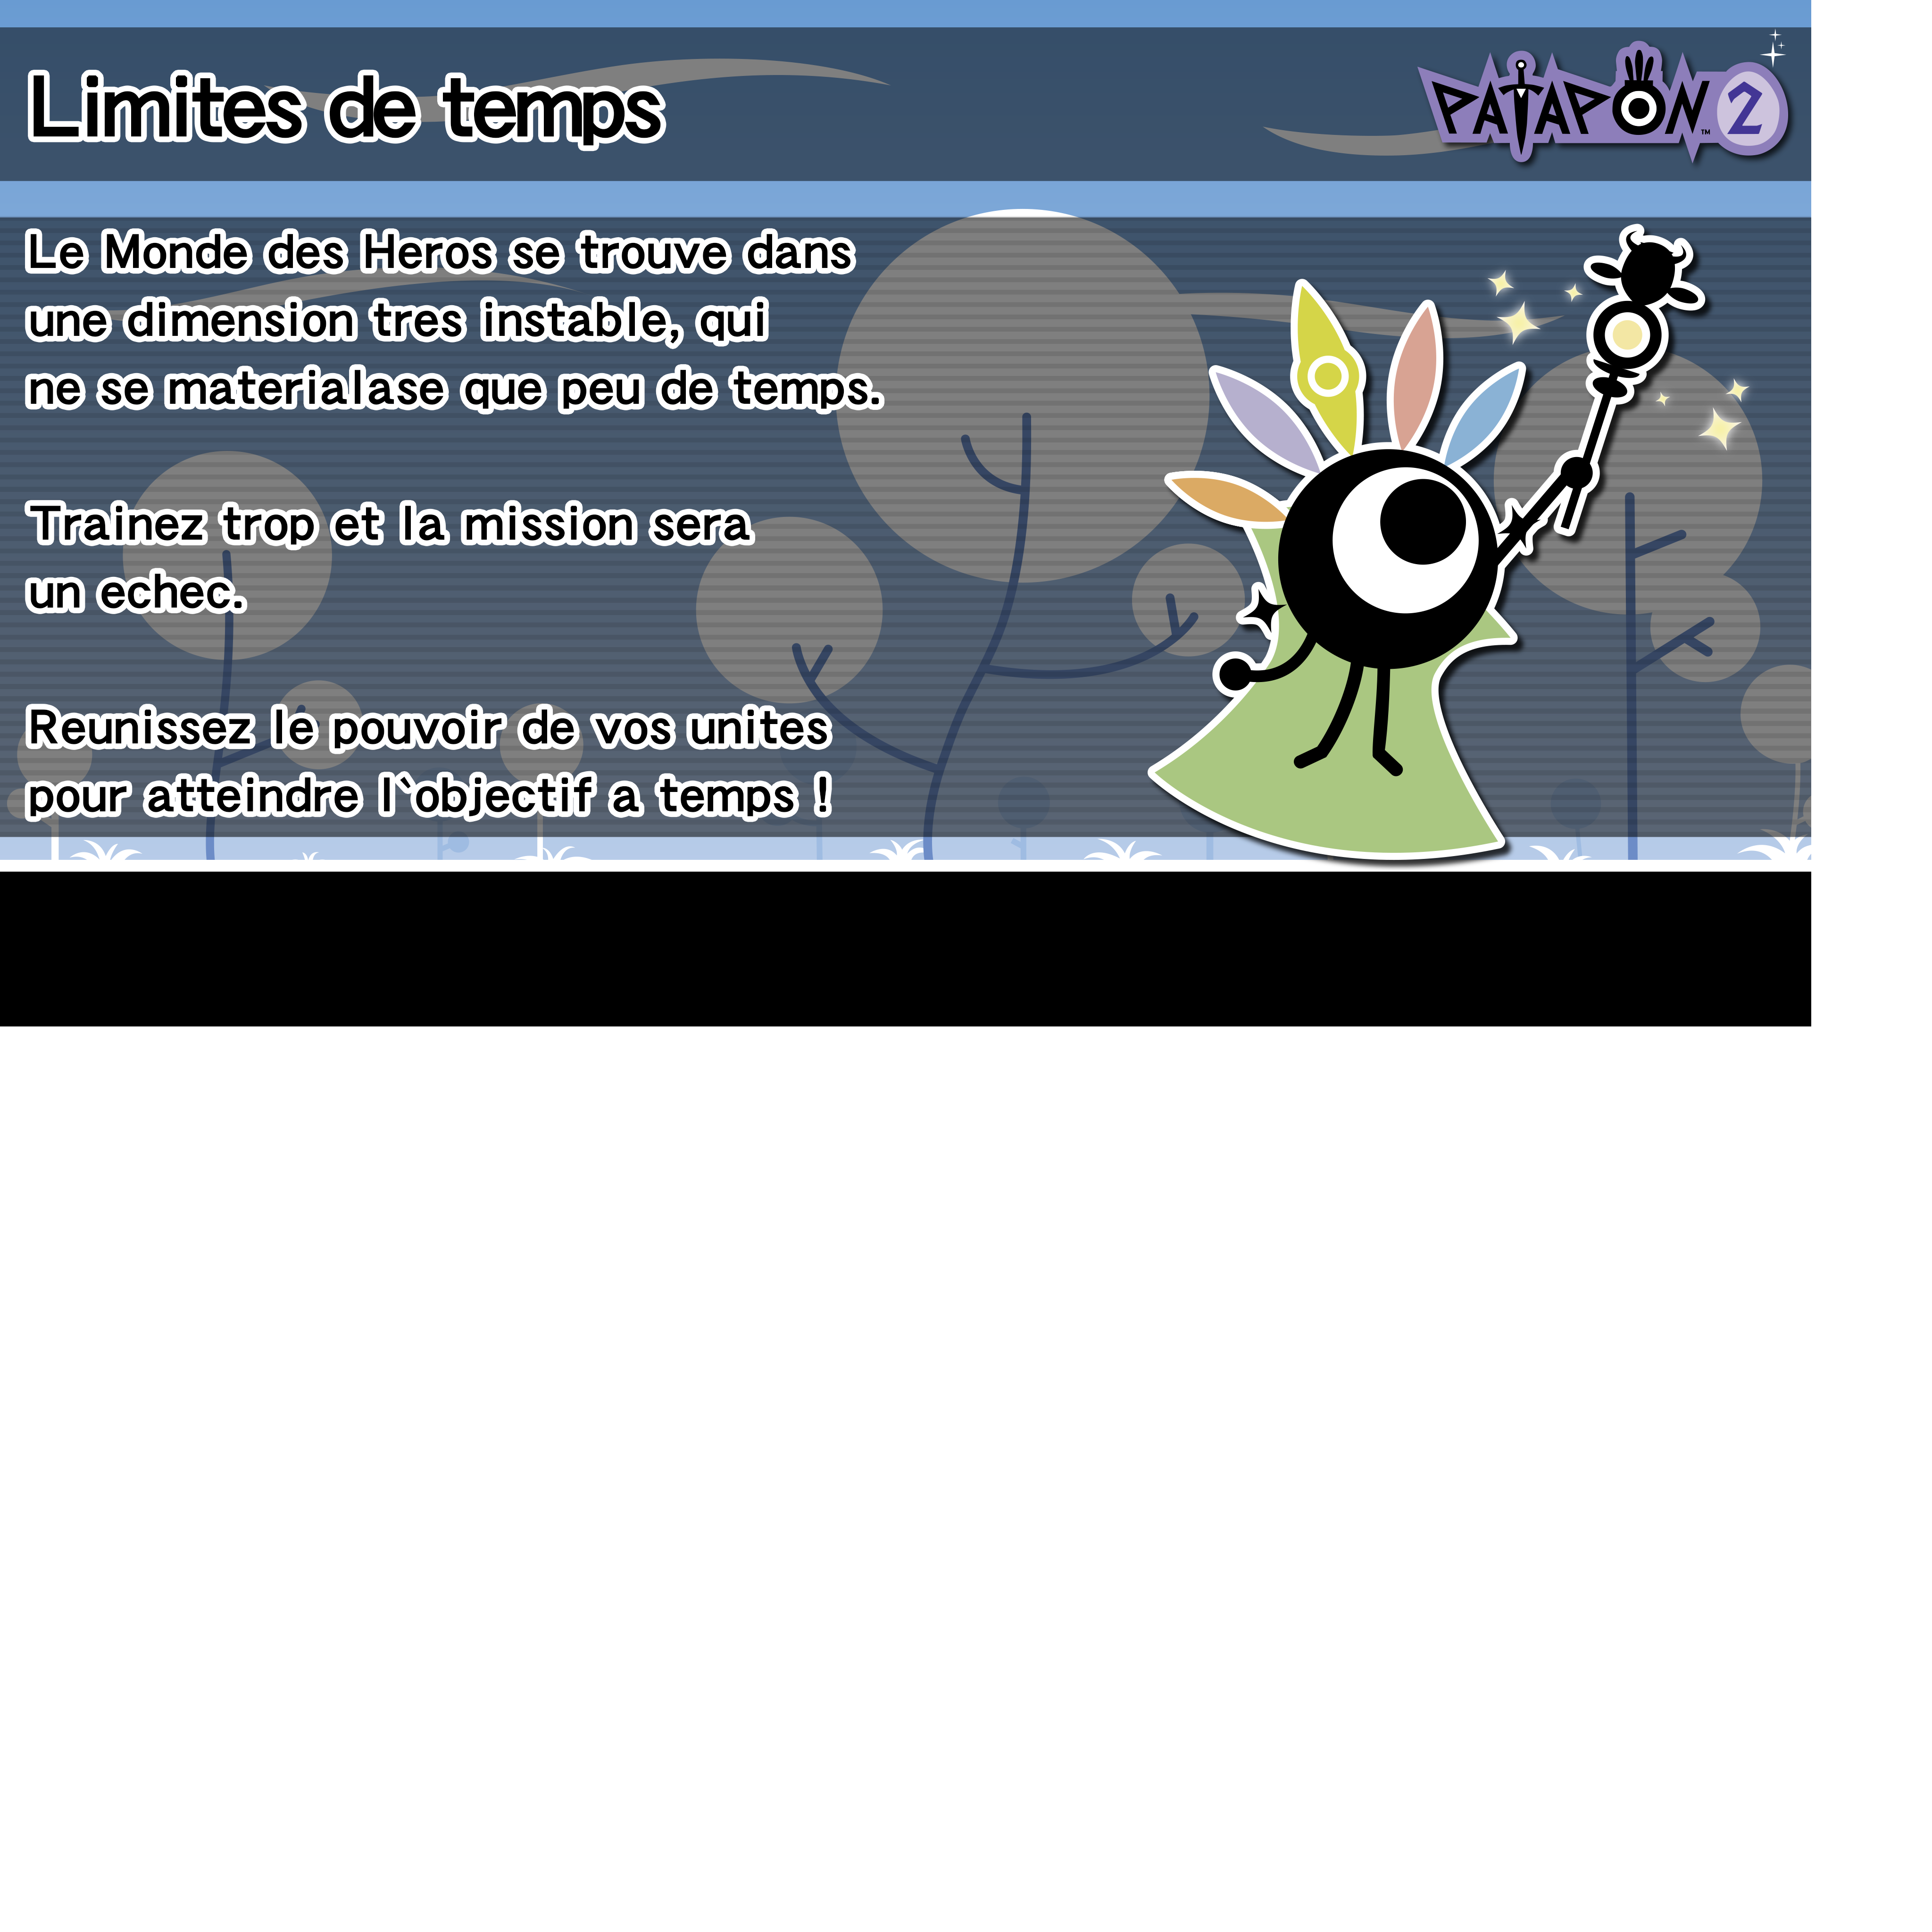 Limites de temps
PATAPON™ 2
Le Monde des Heros se trouve dans
une dimension tres instable, qui
ne se materialase que peu de temps.
Trainez trop et la mission sera
un echec.
Reunissez le pouvoir de vos unites
pour atteindre l`objectif a temps !